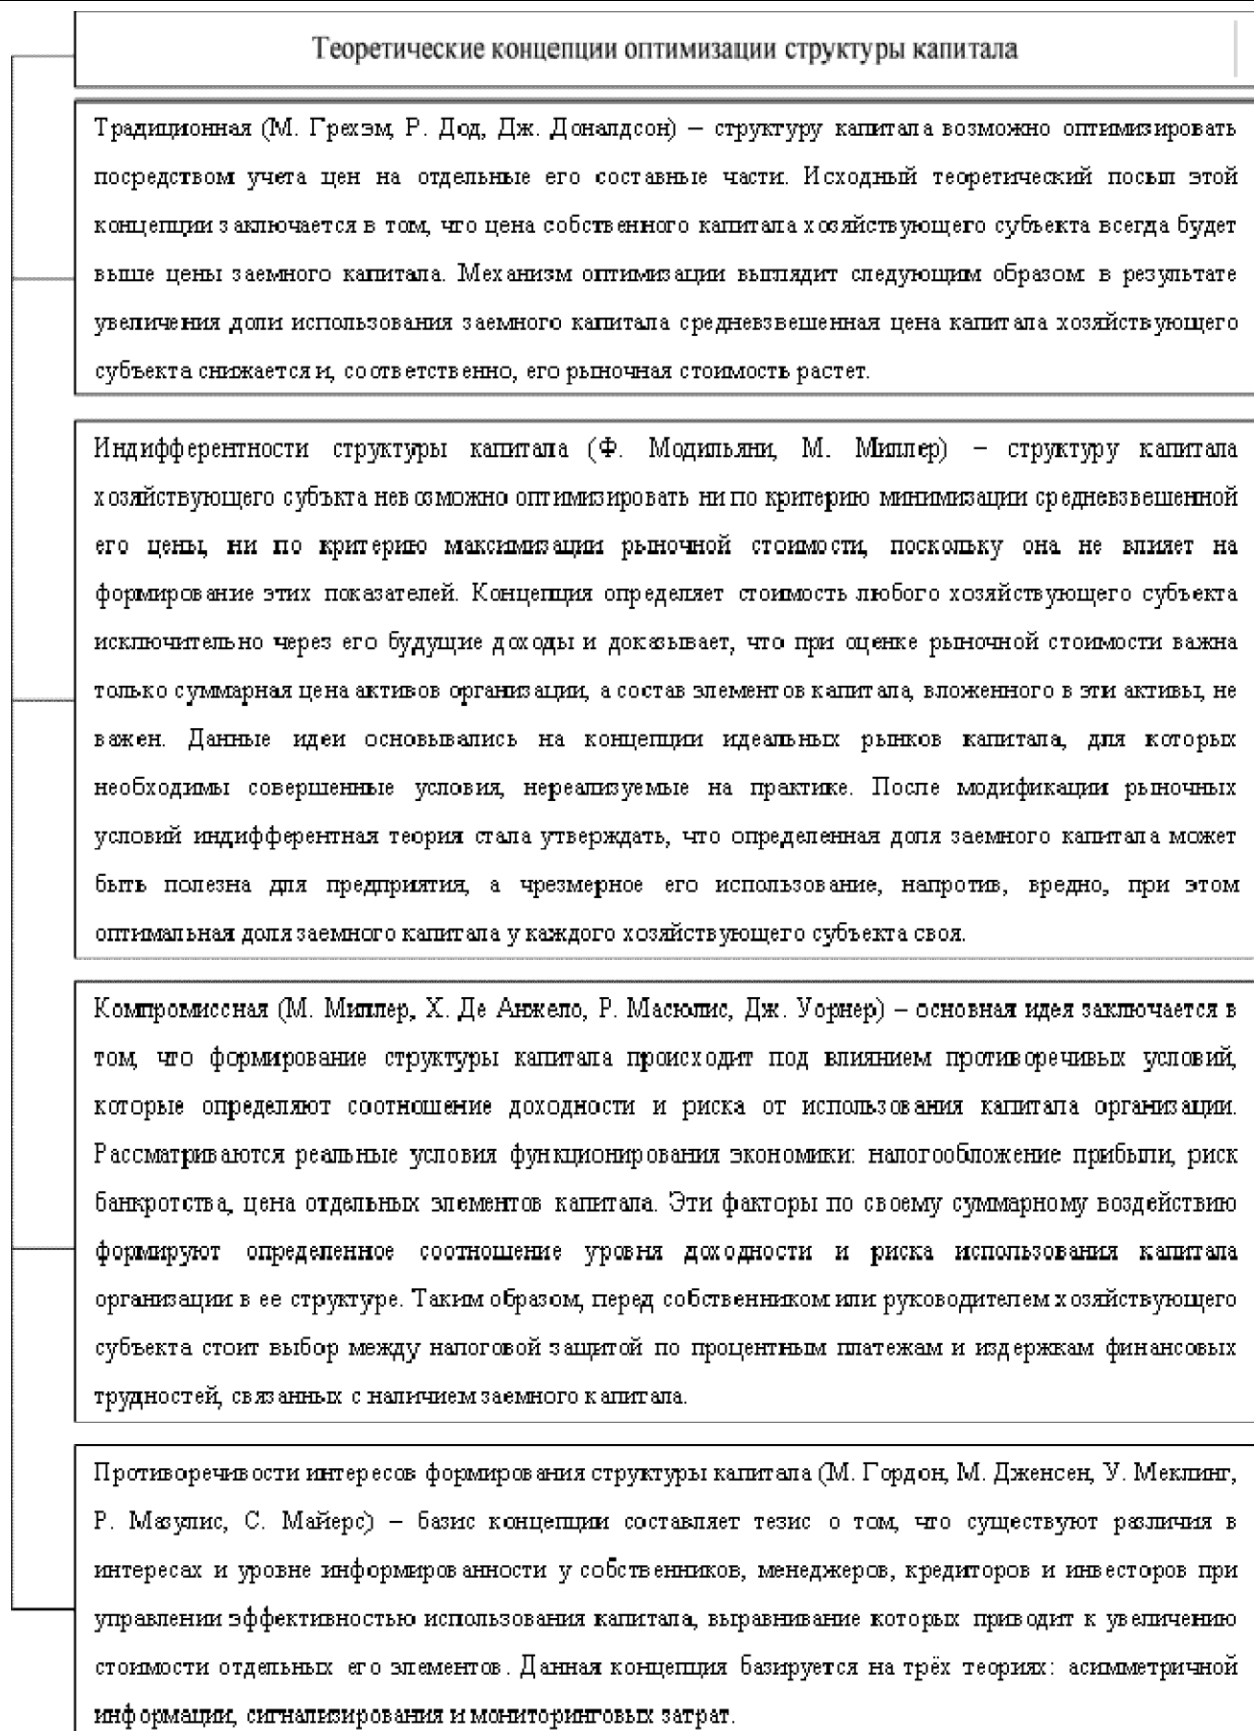 Теоретические концепции оптимизации структуры капитала
Традиционная (М. Грехэм, Р. Дод, Дж. Доналдсон) – структуру капитала возможно оптимизировать
посредством учета цен на отдельные его составные части. Исходный теоретический посыл этой
концепции заключается в том, что цена собственного капитала хозяйствующего субъекта всегда будет
выше цены заемного капитала. Механизм оптимизации выглядит следующим образом: в результате
увеличения доли использования заемного капитала средневзвешенная цена капитала хозяйствующего
субъекта снижается и, соответственно, его рыночная стоимость растет.
Индифферентности структуры капитала (Ф. Модильяни, М. Миллер) – структуру капитала
хозяйствующего субъкта невозможно оптимизировать ни по критерию минимизации средневзвешенной
его цены, ни по критерию максимизации рыночной стоимости, поскольку она не влияет на
формирование этих показателей. Концепция определяет стоимость любого хозяйствующего субъекта
исключительно через его будущие доходы и доказывает, что при оценке рыночной стоимости важна
только суммарная цена активов организации, а состав элементов капитала, вложенного в эти активы, не
важен. Данные идеи основывались на концепции идеальных рынков капитала, для которых
необходимы совершенные условия, нереализуемые на практике. После модификации рыночных
условий индифферентная теория стала утверждать, что определенная доля заемного капитала может
быть полезна для предприятия, а чрезмерное его использование, напротив, вредно, при этом
оптимальная доля заемного капитала у каждого хозяйствующего субъекта своя.
Компромиссная (М. Миллер, Х. Де Анжело, Р. Масюлис, Дж. Уорнер) – основная идея заключается в
том, что формирование структуры капитала происходит под влиянием противоречивых условий,
которые определяют соотношение доходности и риска от использования капитала организации.
Рассматриваются реальные условия функционирования экономики: налогообложение прибыли, риск
банкротства, цена отдельных элементов капитала. Эти факторы по своему суммарному воздействию
формируют определенное соотношение уровня доходности и риска использования капитала
организации в ее структуре. Таким образом, перед собственником или руководителем хозяйствующего
субъекта стоит выбор между налоговой защитой по процентным платежам и издержкам финансовых
трудностей, связанных с наличием заемного капитала.
Противоречивости интересов формирования структуры капитала (М. Гордон, М. Дженсен, У. Меклинг,
Р. Мазулис, С. Майерс) – базис концепции составляет тезис о том, что существуют различия в
интересах и уровне информированности у собственников, менеджеров, кредиторов и инвесторов при
управлении эффективностью использования капитала, выравнивание которых приводит к увеличению
стоимости отдельных его элементов. Данная концепция базируется на трёх теориях: асимметричной
информации, сигнализирования и мониторинговых затрат.